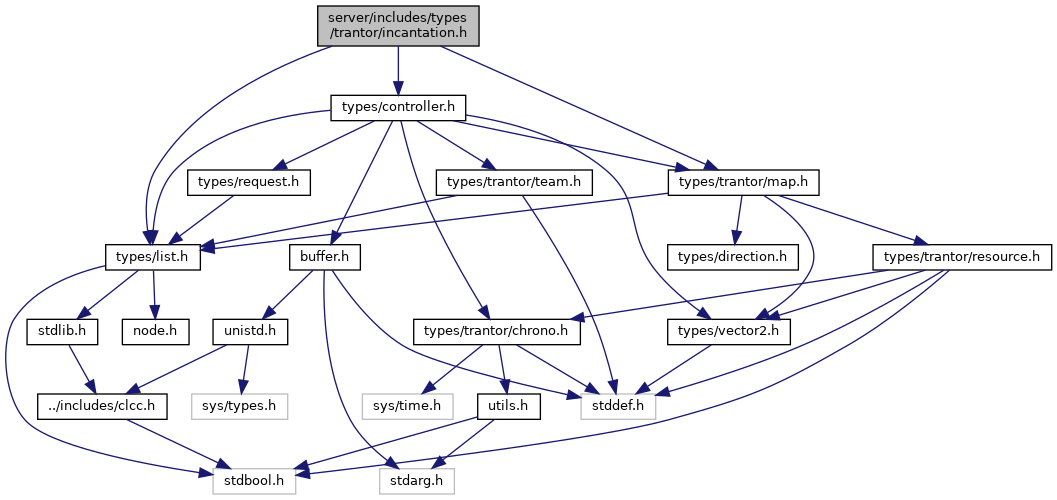 server/includes/types
/trantor/incantation.h
types/controller.h
types/request.h
types/trantor/team.h
types/trantor/map.h
types/list.h
buffer.h
types/direction.h
types/trantor/resource.h
stdlib.h
node.h
unistd.h
types/trantor/chrono.h
types/vector2.h
../includes/clcc.h
sys/types.h
sys/time.h
utils.h
stddef.h
stdbool.h
stdarg.h